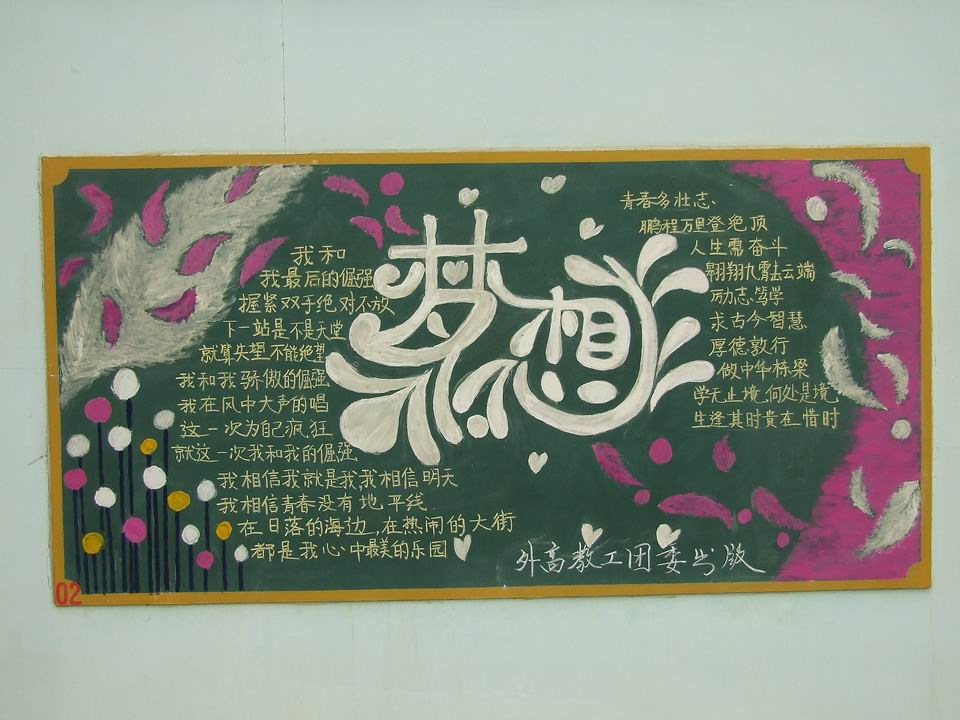 梦想
我和
我最后的倔强
握紧双手绝对不放
下一站是不是天堂
就算失望不能绝望
我和我骄傲的倔强
我在风中大声的唱
这一次为自己疯狂
就这一次我和我的倔强
我相信我就是我,我相信明天
我相信青春没有地平线
在日落的海边,在热闹的大街
都是我心中最美的乐园
青春多壮志、
鹏程万里登绝顶
人生需奋斗
翱翔九霄去云端
励志笃学
求古今智慧
厚德敦行
做中华栋梁
学无止境,何处是境
生逢其时贵在惜时
外高教工团委出版
02